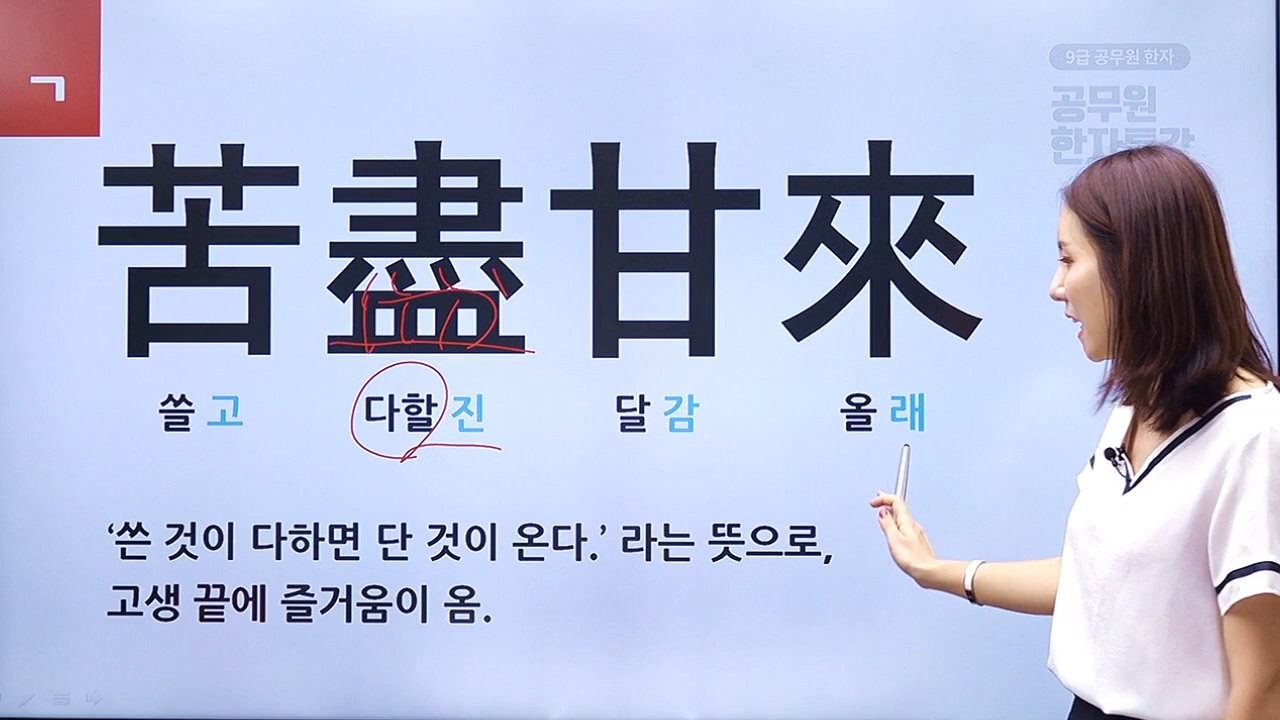 ㄱ
9급 공무원 한자
공무원
苦盡甘來
쓸 고 다할 진 달 감 올 래
‘쓴 것이 다하면 단 것이 온다.’ 라는 뜻으로,
고생 끝에 즐거움이 옴.